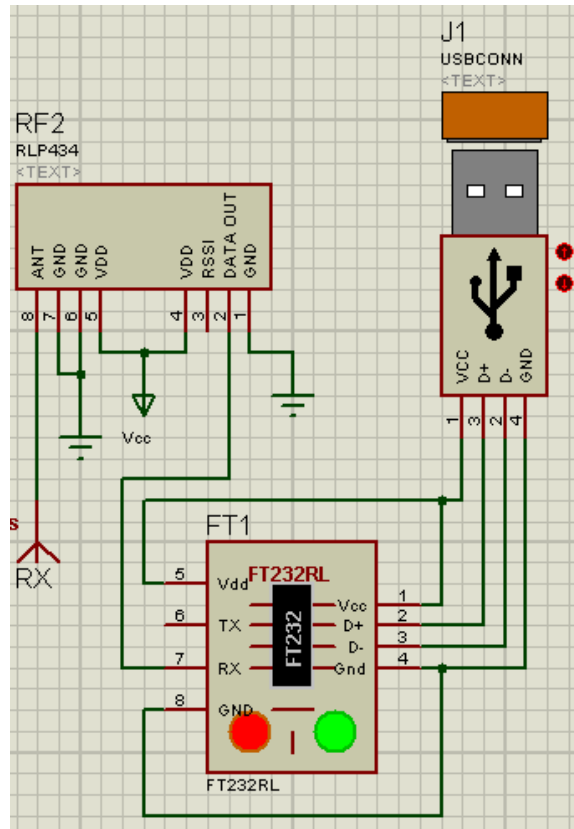 J1
USBCONN
<TEXT>
RF2
RLP434
<TEXT>
ANT GND GND VDD VDD RSSI DATA OUT GND
8 7 6 5 4 3 2 1
VCC D+ D- GND
1 3 2 4
Vcc
s
RX
FT1
FT232RL
5 Vdd Vcc 1
6 TX D+ 2
D- 3
7 RX Gnd 4
8 GND
FT232
FT232RL